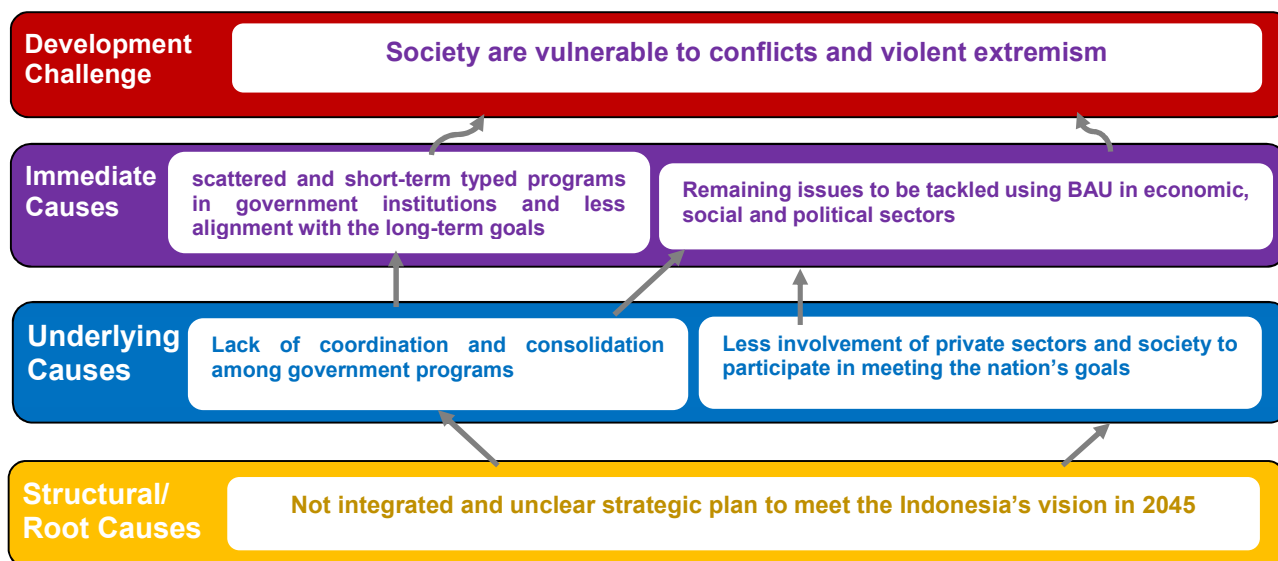 Development
Challenge
Society are vulnerable to conflicts and violent extremism
Immediate
Causes
scattered and short-term typed programs
in government institutions and less
alignment with the long-term goals
Remaining issues to be tackled using BAU in economic,
social and political sectors
Underlying
Causes
Lack of coordination and consolidation
among government programs
Less involvement of private sectors and society to
participate in meeting the nation’s goals
Structural/
Root Causes
Not integrated and unclear strategic plan to meet the Indonesia’s vision in 2045